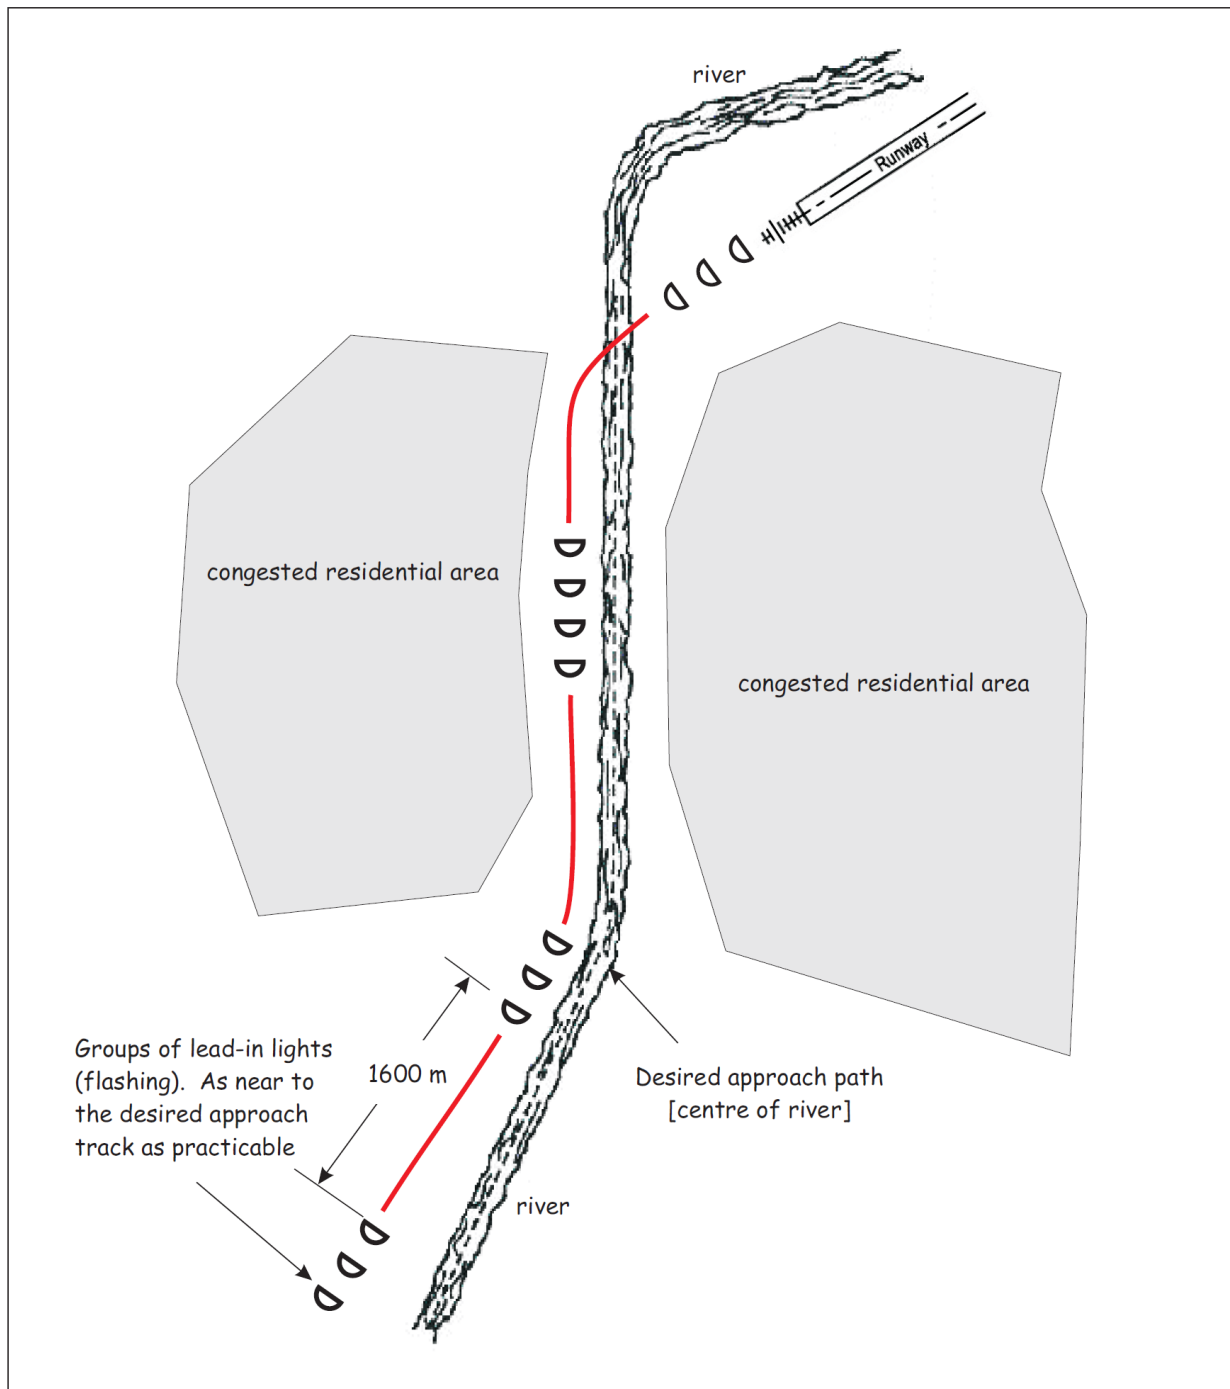 river
Runway
congested residential area
congested residential area
Groups of lead-in lights
(flashing).  As near to
the desired approach
track as practicable
1600 m
Desired approach path
[centre of river]
river